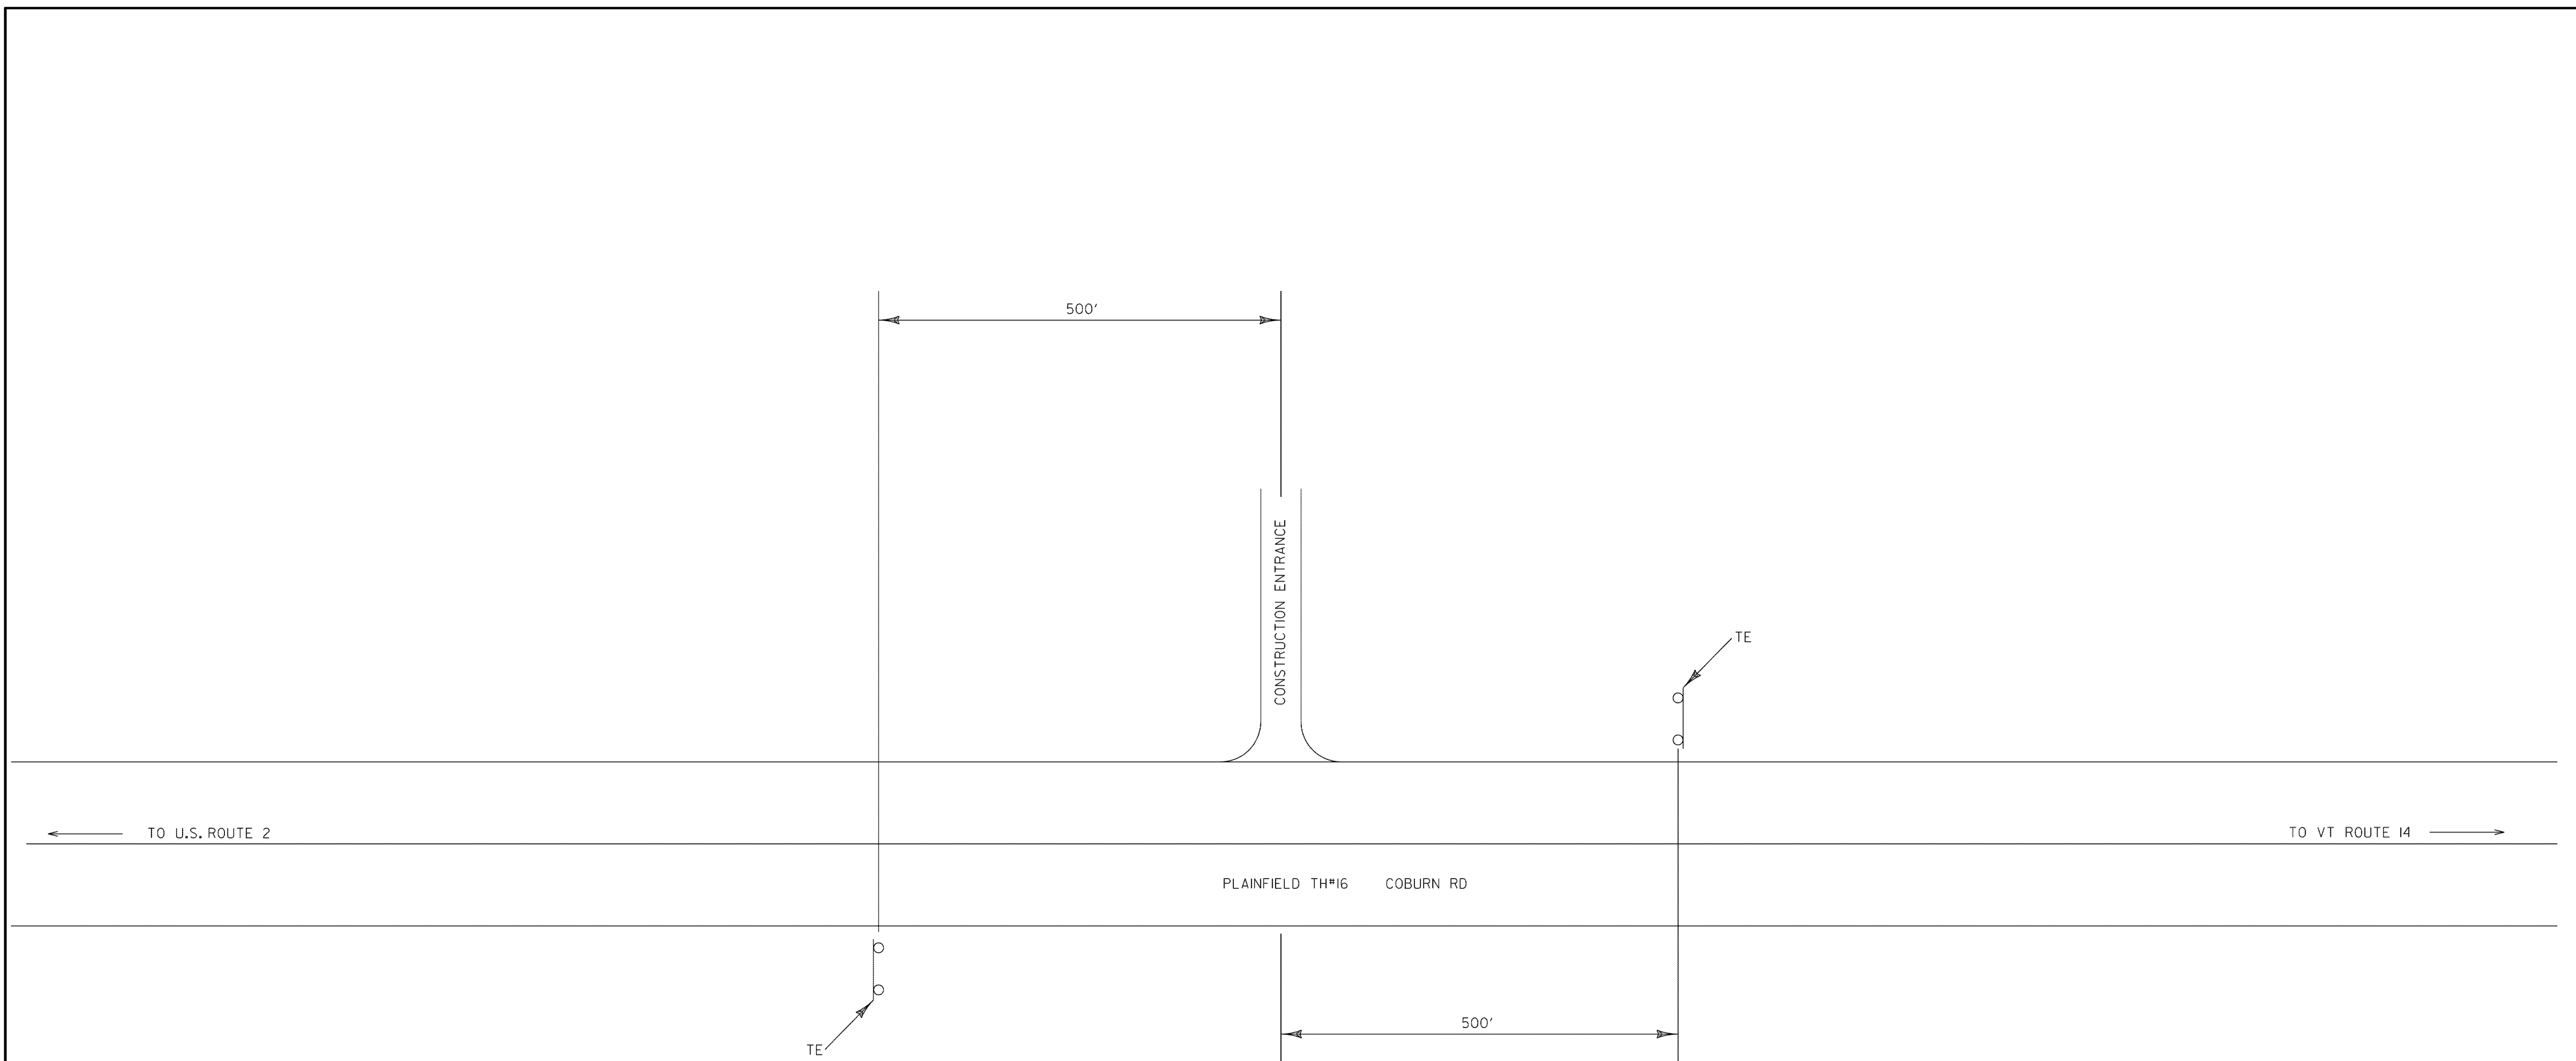 500'
CONSTRUCTION ENTRANCE
TE
TO U.S. ROUTE 2
TO VT ROUTE 14
PLAINFIELD TH#16 COBURN RD
500'
TE